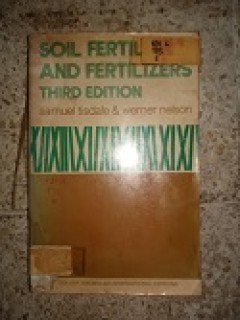 SOIL FERTIL
AND FERTILIZERS
THIRD EDITION
samuel tisdale & werner nelson